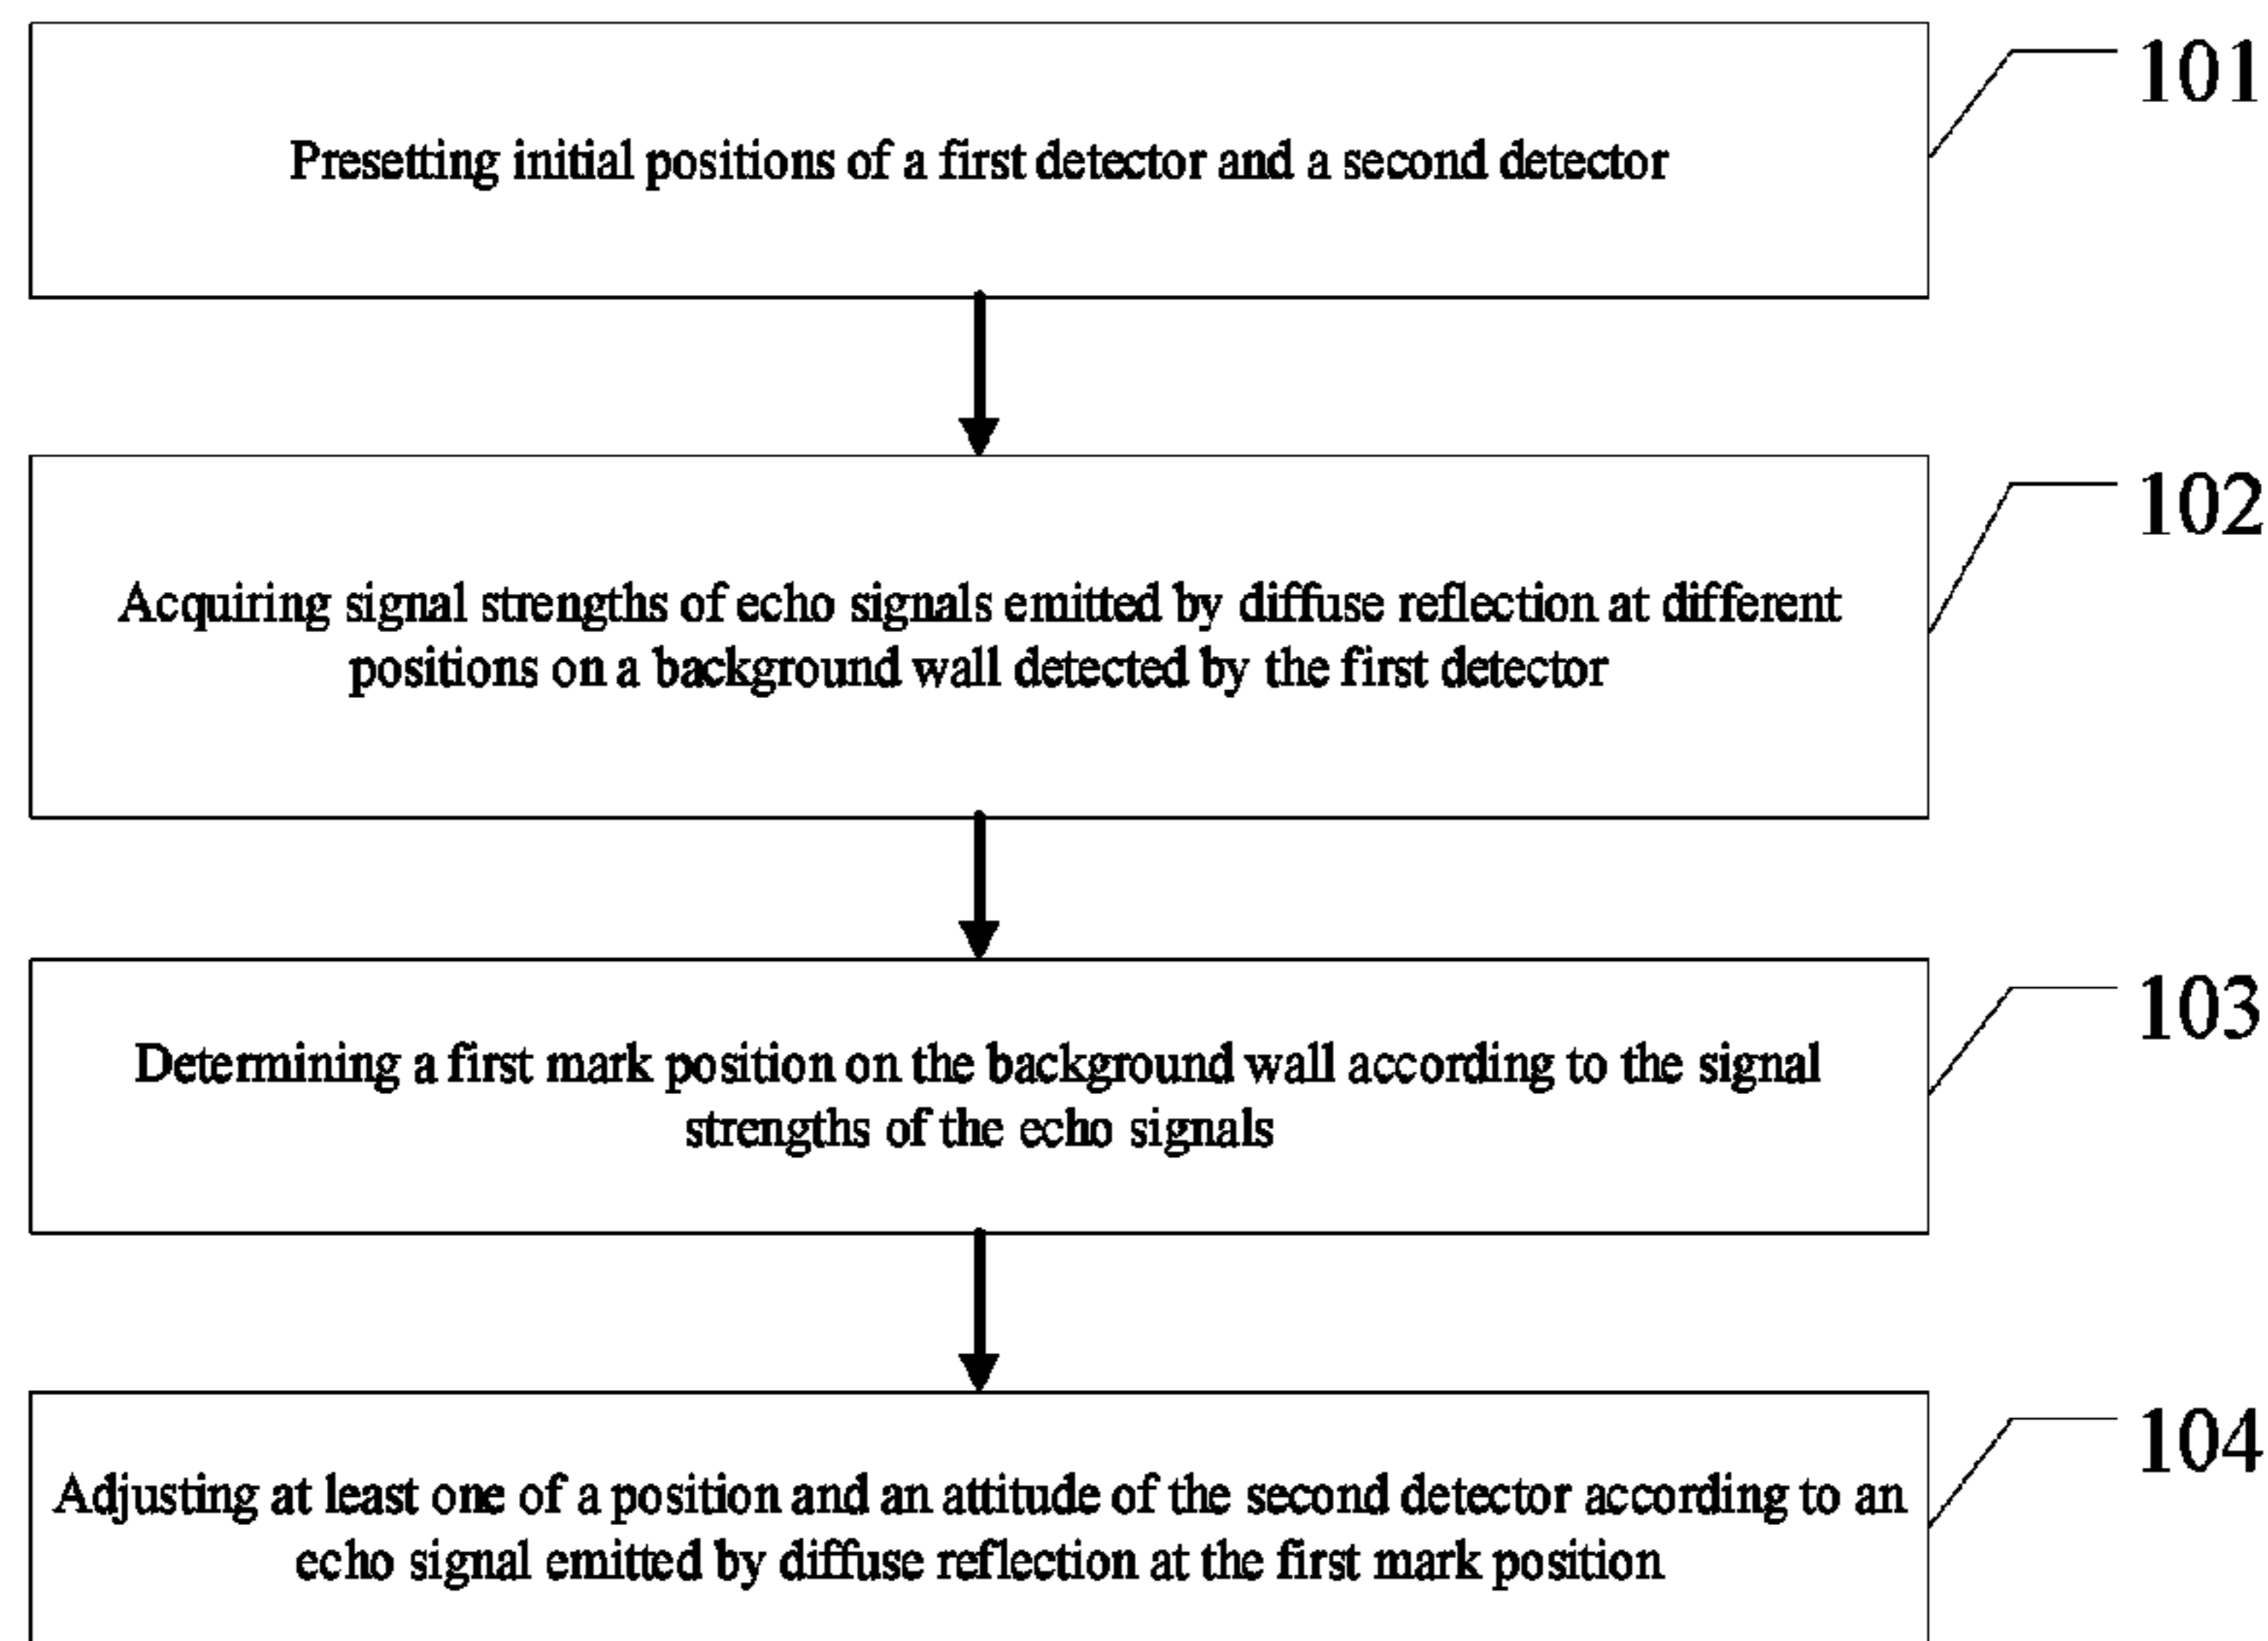 Presetting initial positions of a first detector and a second detector
101
Acquiring signal strengths of echo signals emitted by diffuse reflection at different
positions on a background wall detected by the first detector
102
Determining a first mark position on the background wall according to the signal
strengths of the echo signals
103
Adjusting at least one of a position and an attitude of the second detector according to an
echo signal emitted by diffuse reflection at the first mark position
104